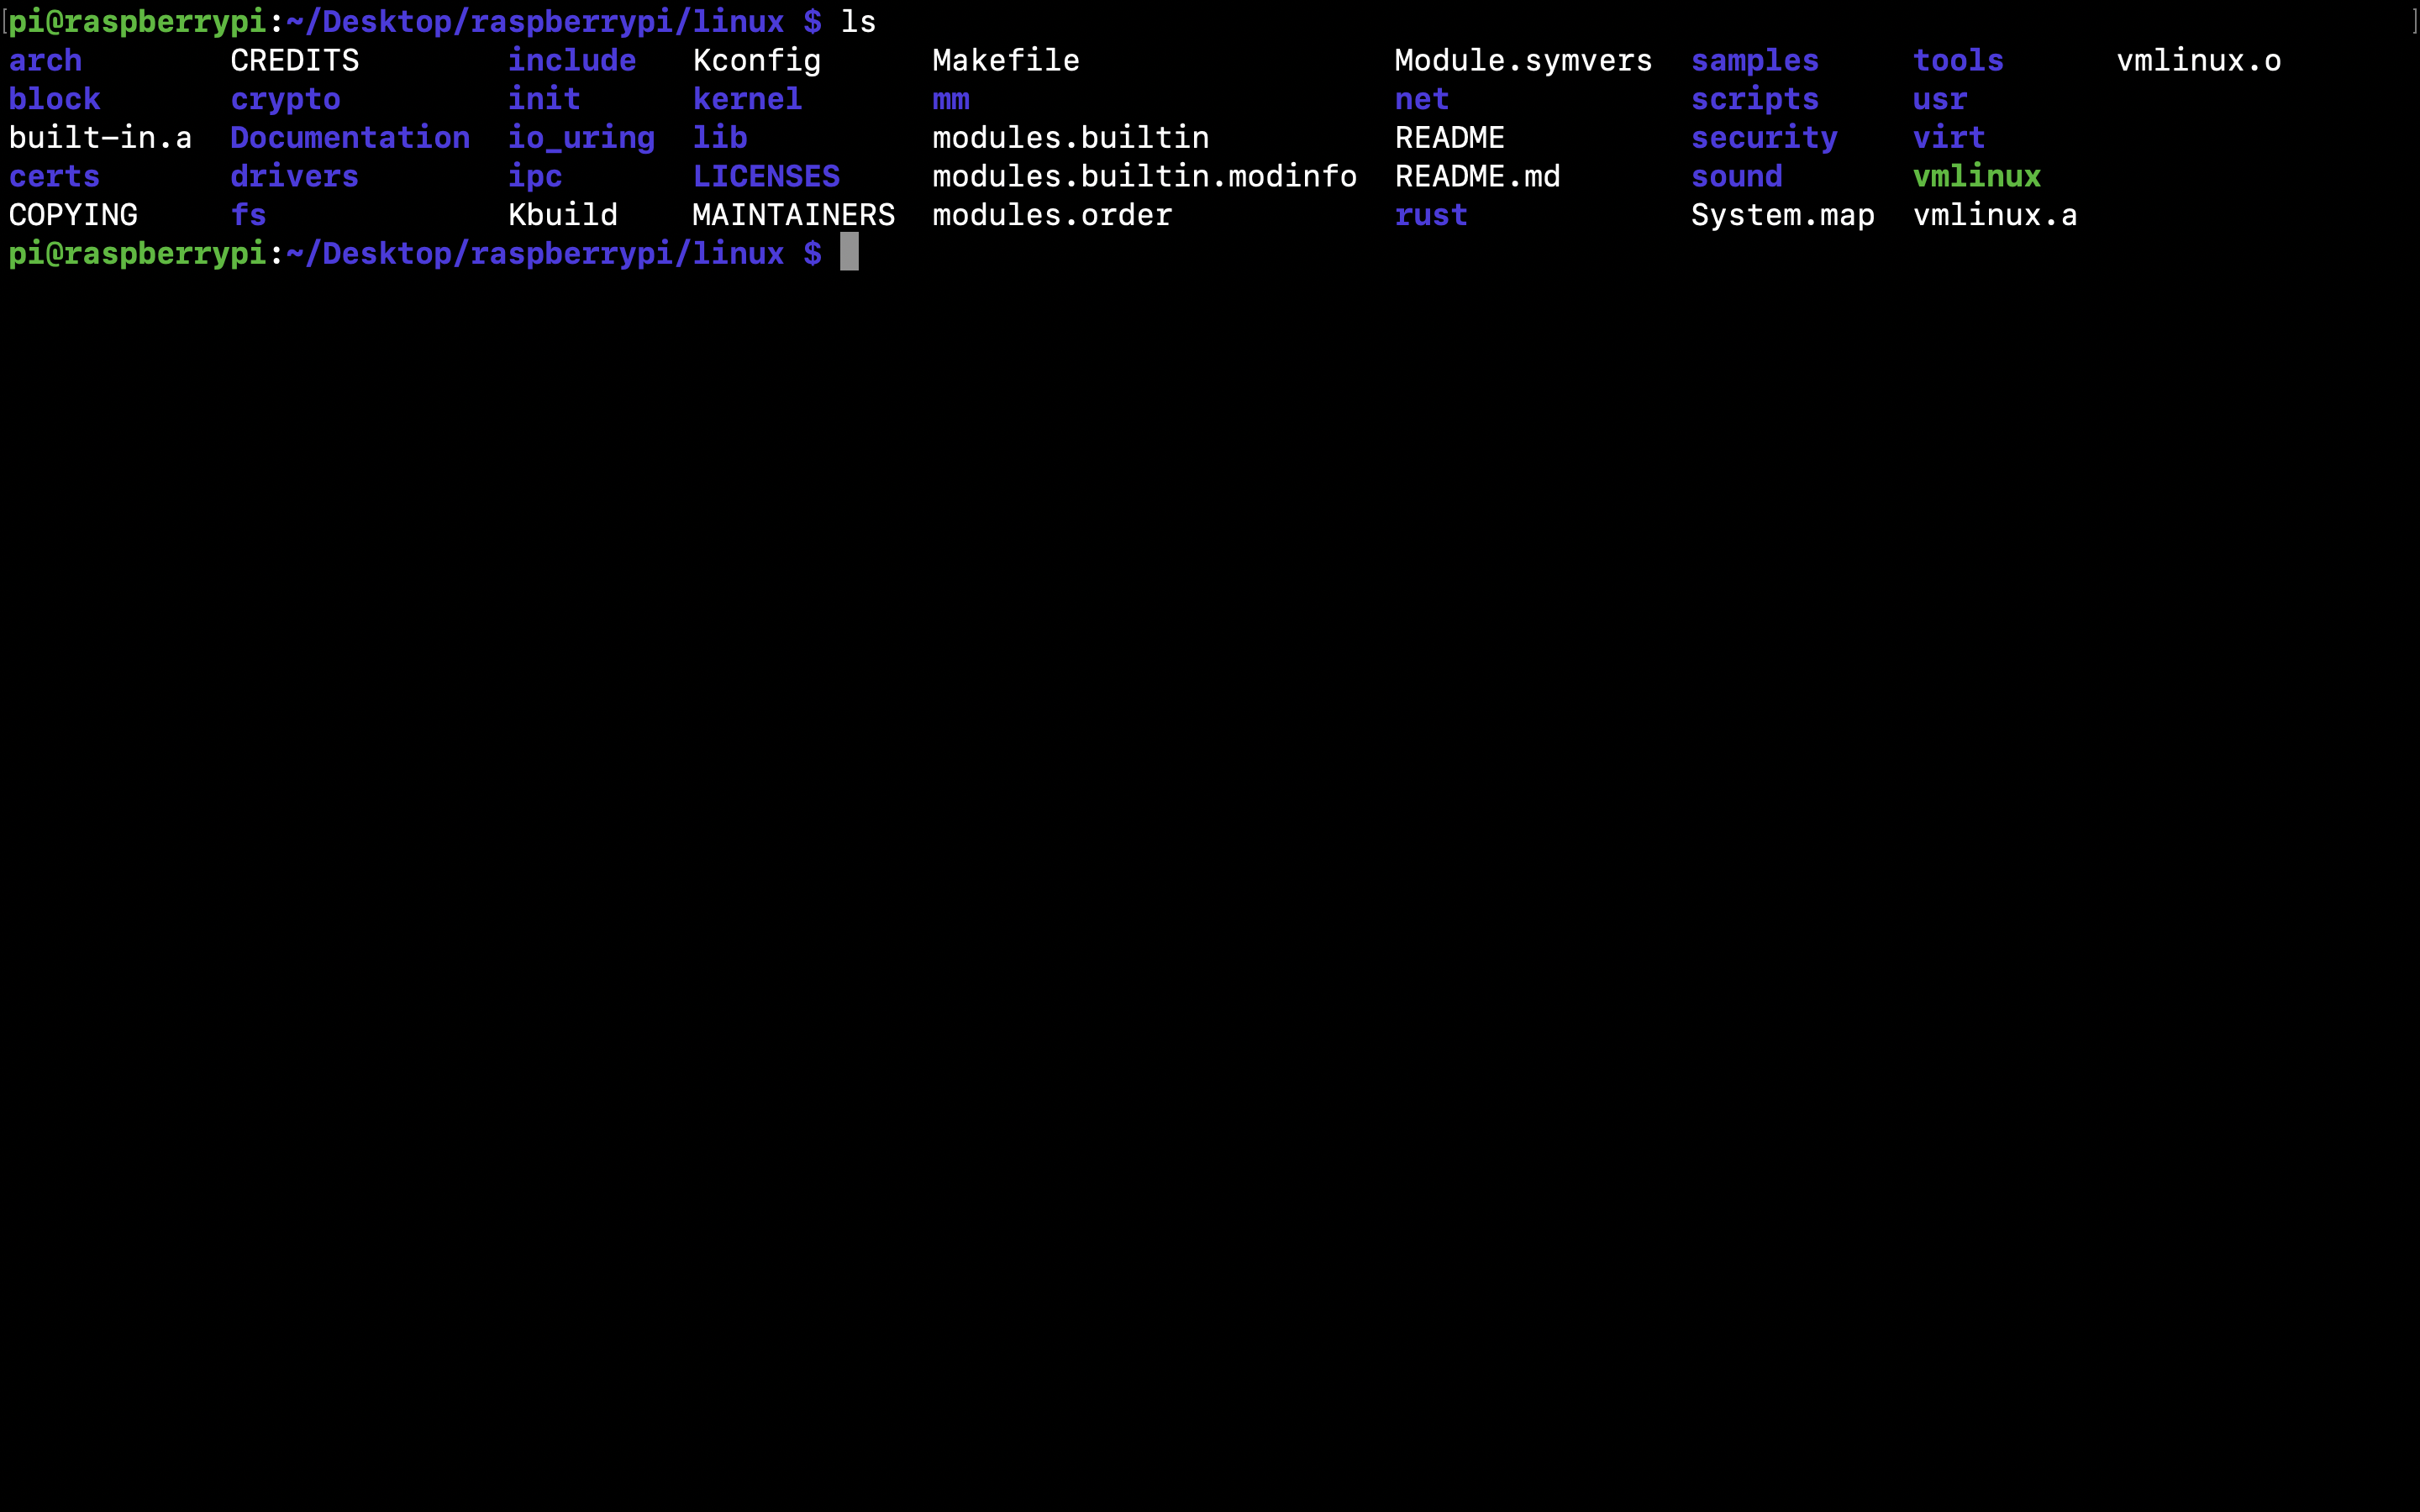 [pi@raspberrypi:~/Desktop/raspberrypi/linux $ ls ]
arch CREDITS include Kconfig Makefile Module.symvers samples tools vmlinux.o
block crypto init kernel mm net scripts usr
built-in.a Documentation io_uring lib modules.builtin README security virt
certs drivers ipc LICENSES modules.builtin.modinfo README.md sound vmlinux
COPYING fs Kbuild MAINTAINERS modules.order rust System.map vmlinux.a
pi@raspberrypi:~/Desktop/raspberrypi/linux $